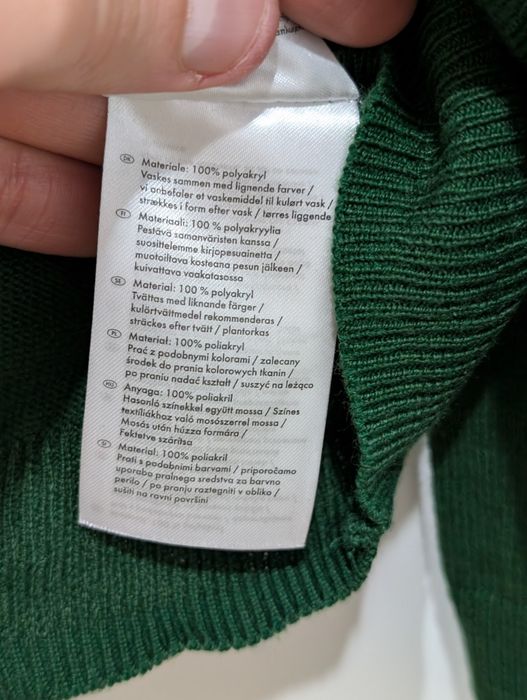 DK Materiale: 100% polyakryl
Vaskes sammen med lignende farver /
vi anbefaler et vaskemiddel til kulørt vask /
strækkes i form efter vask / tørres liggende
FI Materiaali: 100 % polyakryylia
Pestävä samanväristen kanssa /
suosittelemme kirjopesuainetta /
muotoiltava kosteana pesun jälkeen /
kuivattava vaakatasossa
SE Material: 100 % polyakryl
Tvättas med liknande färger /
kulörtvättmedel rekommenderas /
sträckes efter tvätt / plantorkas
PL Materiał: 100% poliakryl
Prać z podobnymi kolorami / zalecany
środek do prania kolorowych tkanin /
po praniu nadać kształt / suszyć na leżąco
HU Anyaga: 100% poliakril
Hasonló színekkel együtt mossa / Színes
textíliákhoz való mosószerrel mossa /
Mosás után húzza formára /
Fektetve szárítsa
Material: 100% poliakril
Prati s podobnimi barvami / priporočamo
uporabo pralnega sredstva za barvno
perilo / po pranju raztegniti v obliko /
sušiti na ravni površini